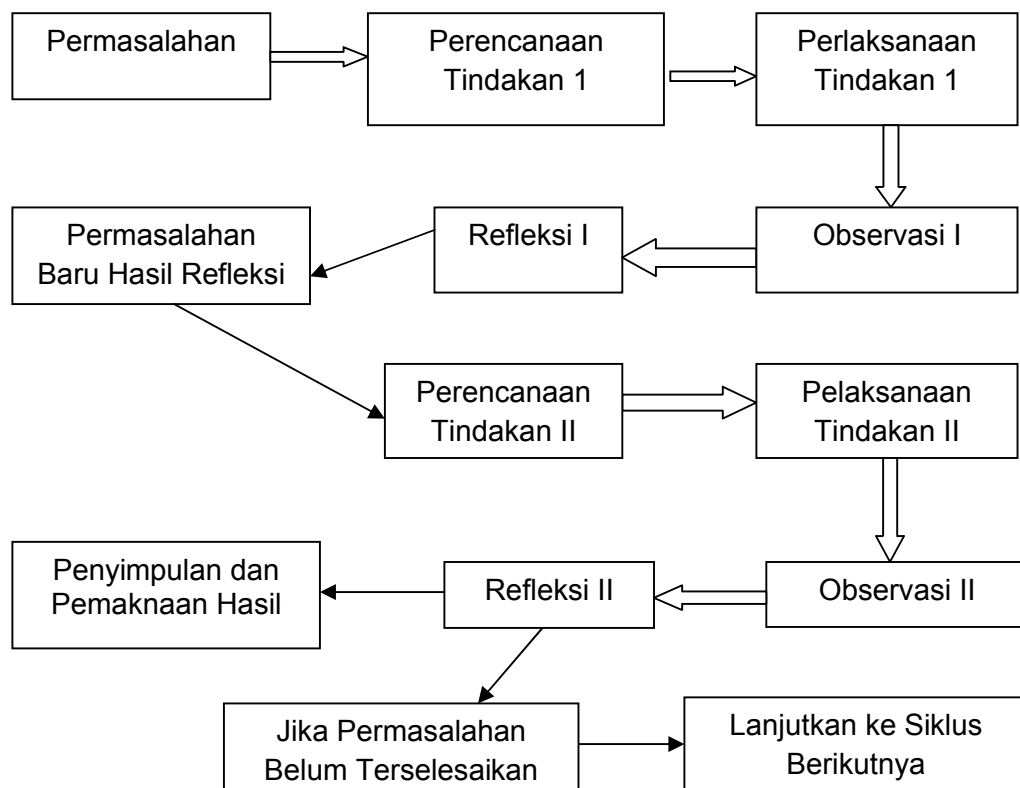 Permasalahan
Perencanaan
Tindakan 1
Perlaksanaan
Tindakan 1
Permasalahan
Baru Hasil Refleksi
Refleksi I
Observasi I
Perencanaan
Tindakan II
Pelaksanaan
Tindakan II
Penyimpulan dan
Pemaknaan Hasil
Refleksi II
Observasi II
Jika Permasalahan
Belum Terselesaikan
Lanjutkan ke Siklus
Berikutnya